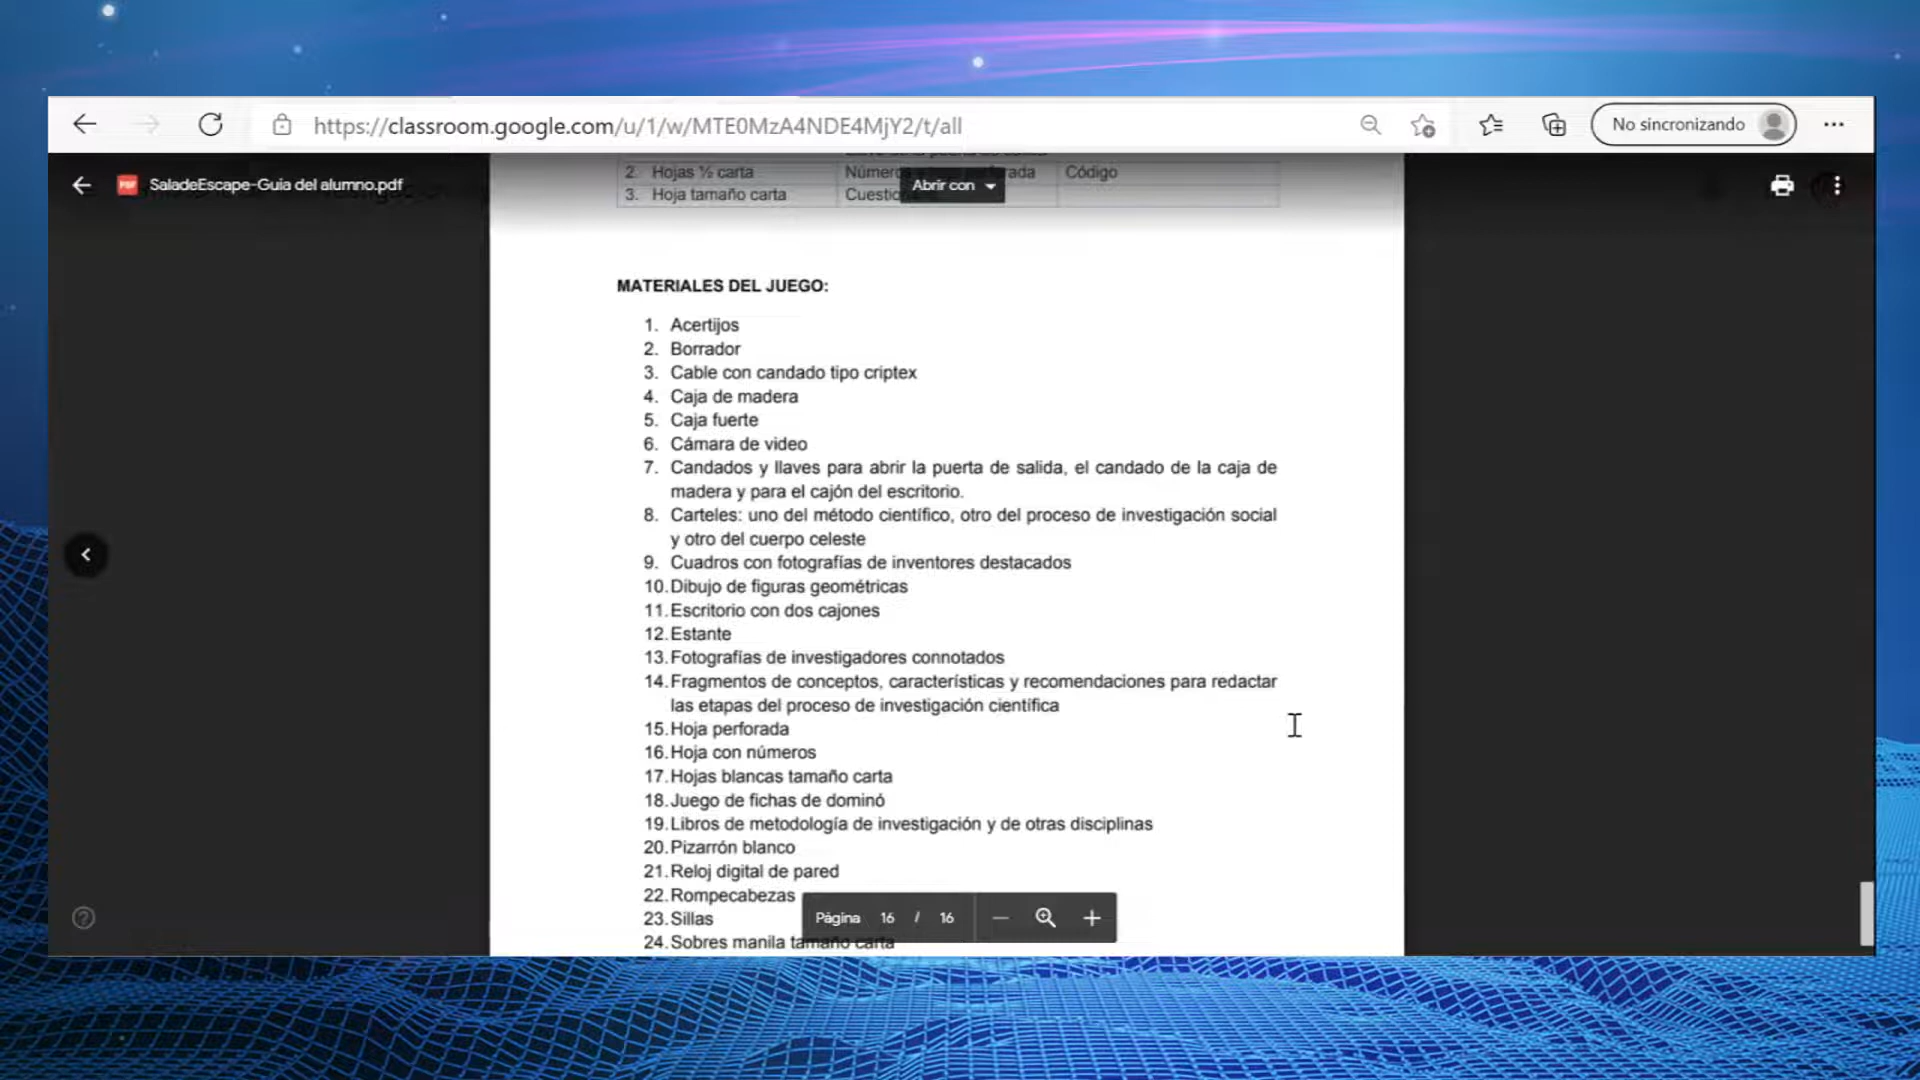 https://classroom.google.com/u/1/w/MTE0MzA4NDE4MjY2/t/all
No sincronizando
PDF
SaladeEscape-Guia del alumno.pdf
Abrir con
2. Hojas ½ carta
Números
Código
3. Hoja tamaño carta
MATERIALES DEL JUEGO:
1. Acertijos
2. Borrador
3. Cable con candado tipo criptex
4. Caja de madera
5. Caja fuerte
6. Cámara de video
7. Candados y llaves para abrir la puerta de salida, el candado de la caja de
madera y para el cajón del escritorio.
8. Carteles: uno del método científico, otro del proceso de investigación social
y otro del cuerpo celeste
9. Cuadros con fotografías de inventores destacados
10. Dibujo de figuras geométricas
11. Escritorio con dos cajones
12. Estante
13. Fotografías de investigadores connotados
14. Fragmentos de conceptos, características y recomendaciones para redactar
las etapas del proceso de investigación científica
15. Hoja perforada
16. Hoja con números
17. Hojas blancas tamaño carta
18. Juego de fichas de dominó
19. Libros de metodología de investigación y de otras disciplinas
20. Pizarrón blanco
21. Reloj digital de pared
22. Rompecabezas
23. Sillas
24. Sobres manila tamaño carta
Página 16 / 16